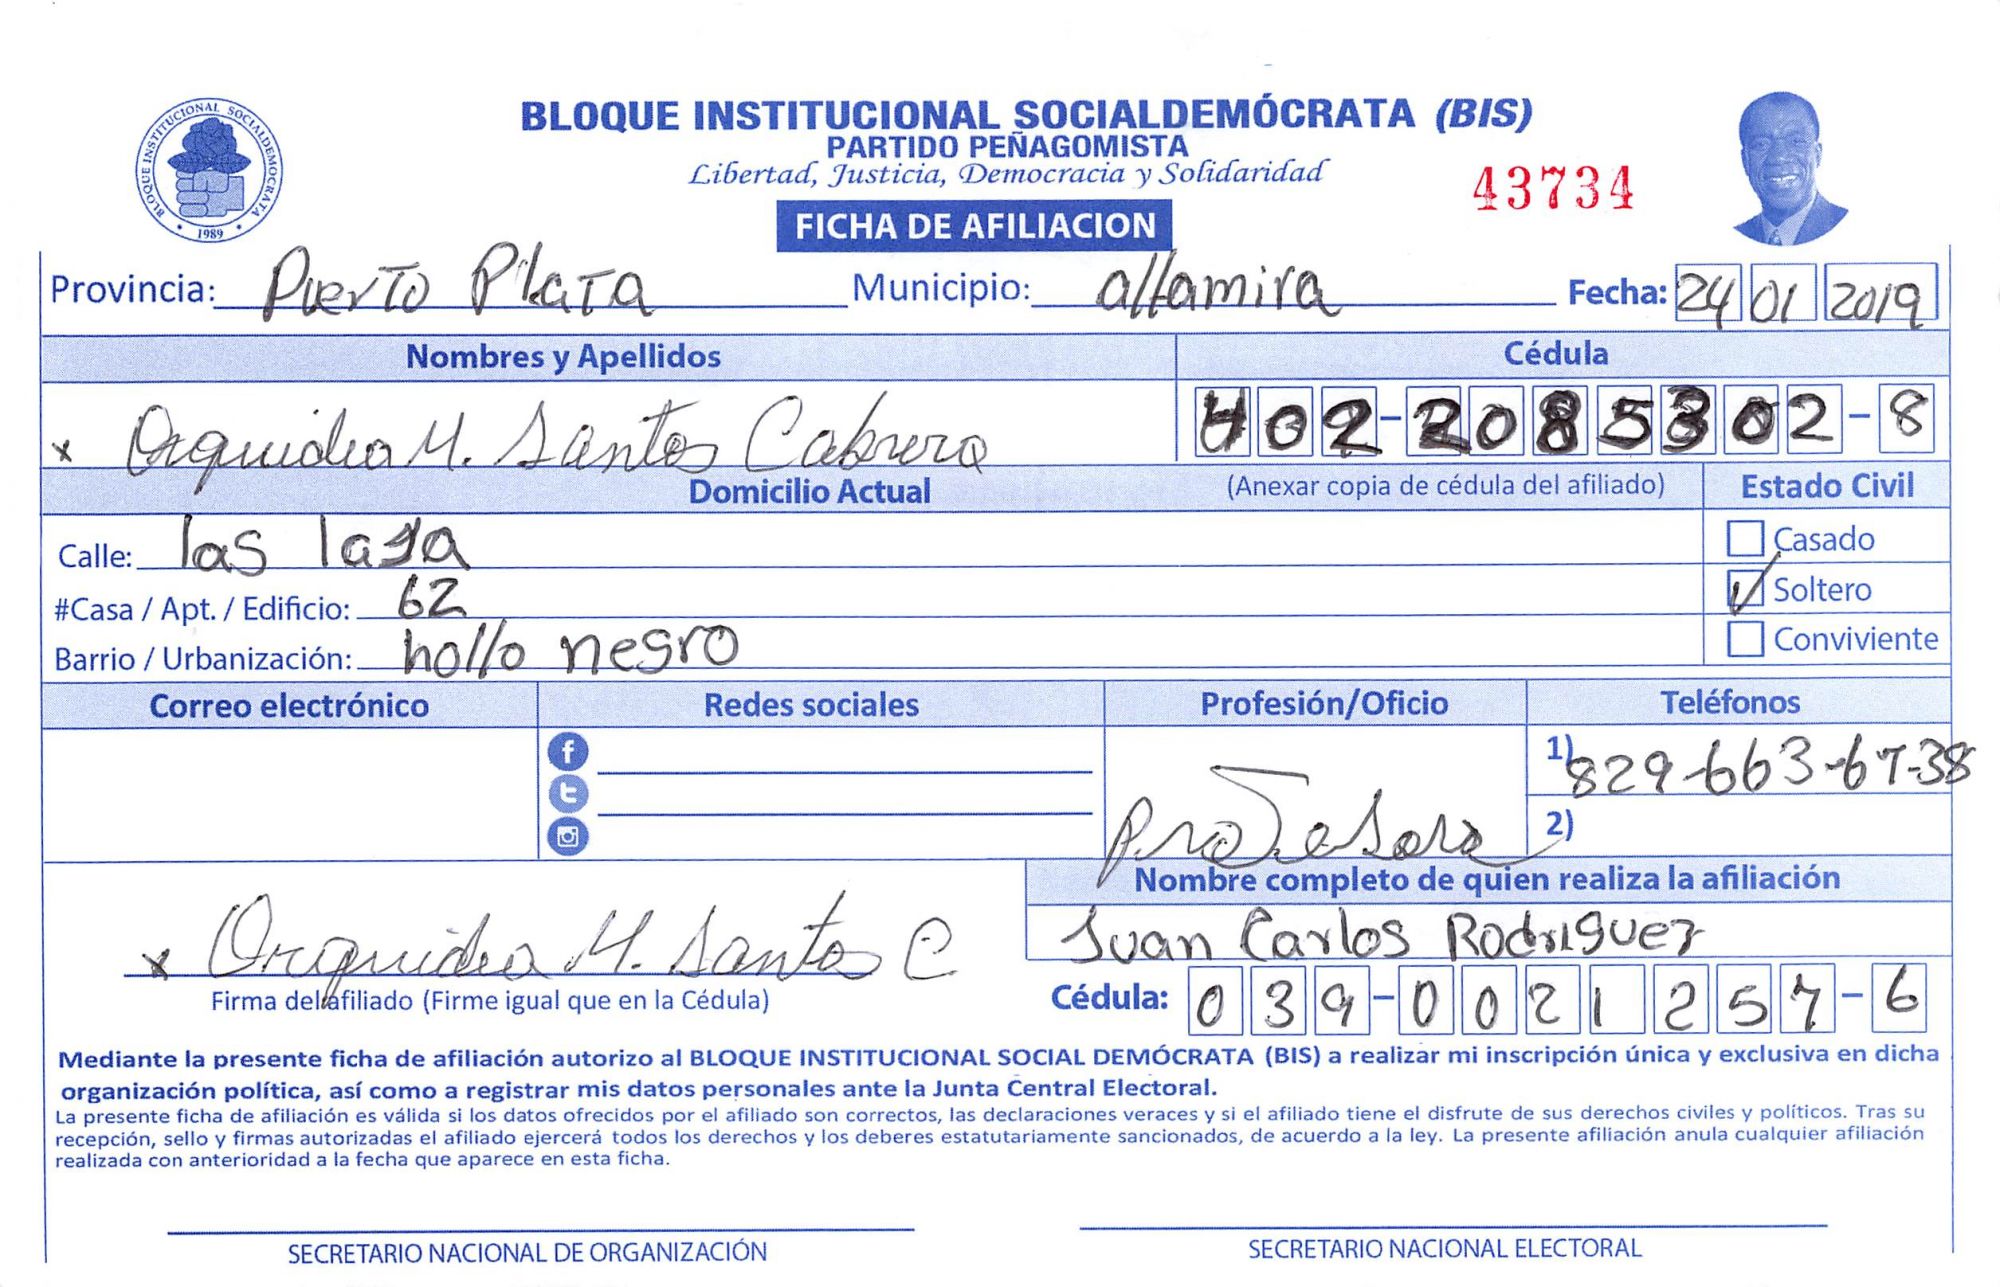 BLOQUE INSTITUCIONAL SOCIALDEMOCRATA
1989
BLOQUE INSTITUCIONAL SOCIALDEMÓCRATA (BIS)
PARTIDO PEÑAGOMISTA
Libertad, Justicia, Democracia y Solidaridad
43734
FICHA DE AFILIACION
Provincia: Puerto Plata Municipio: altamira Fecha: 24 01 2019
Nombres y Apellidos Cédula
x Orquidea M. Santos Cabrera 402-2085302-8
Domicilio Actual (Anexar copia de cédula del afiliado) Estado Civil
Calle: las lasa Casado
#Casa / Apt. / Edificio: 62 Soltero
Barrio / Urbanización: hollo negro Conviviente
Correo electrónico Redes sociales Profesión/Oficio Teléfonos
1) 829-663-67-38
Profesora
2)
Nombre completo de quien realiza la afiliación
x Orquidea M. Santos C Juan Carlos Rodriguez
Firma del afiliado (Firme igual que en la Cédula) Cédula: 039-0021257-6
Mediante la presente ficha de afiliación autorizo al BLOQUE INSTITUCIONAL SOCIAL DEMÓCRATA (BIS) a realizar mi inscripción única y exclusiva en dicha
organización política, así como a registrar mis datos personales ante la Junta Central Electoral.
La presente ficha de afiliación es válida si los datos ofrecidos por el afiliado son correctos, las declaraciones veraces y si el afiliado tiene el disfrute de sus derechos civiles y políticos. Tras su
recepción, sello y firmas autorizadas el afiliado ejercerá todos los derechos y los deberes estatutariamente sancionados, de acuerdo a la ley. La presente afiliación anula cualquier afiliación
realizada con anterioridad a la fecha que aparece en esta ficha.
SECRETARIO NACIONAL DE ORGANIZACIÓN SECRETARIO NACIONAL ELECTORAL